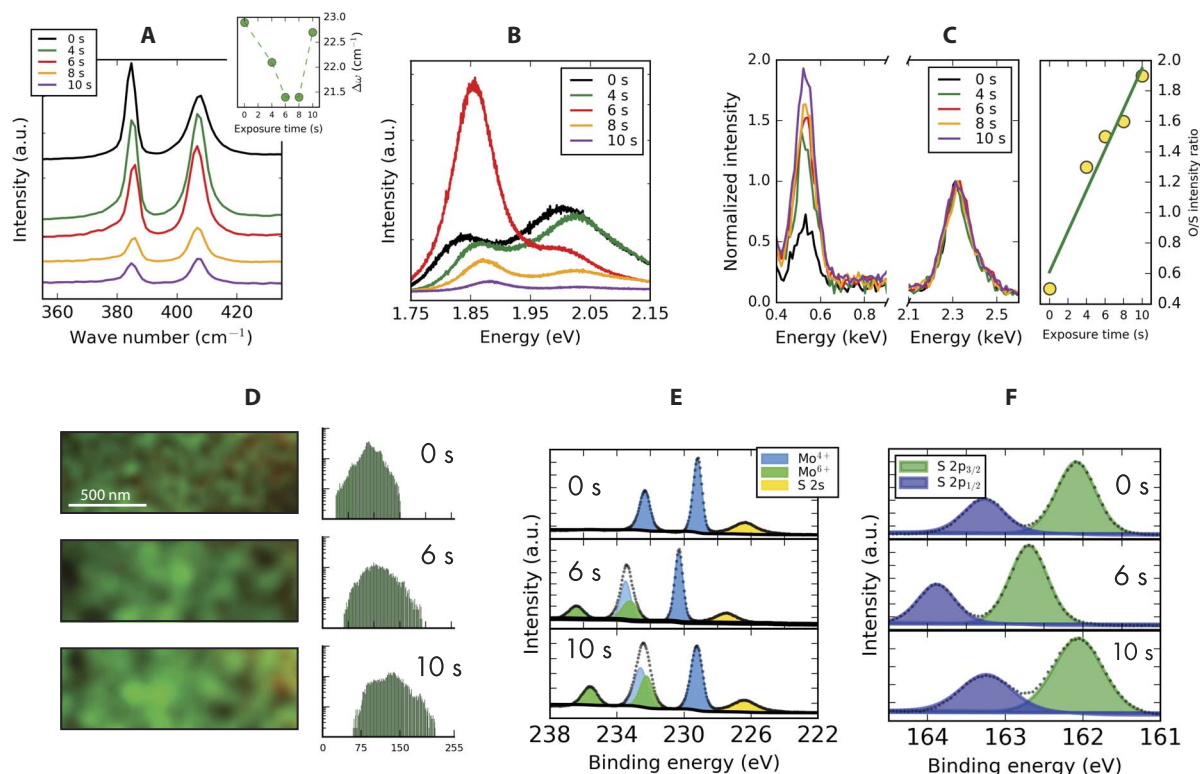 A
0 s
4 s
6 s
8 s
10 s
23.0
22.5
22.0
21.5
Δω (cm⁻¹)
0 2 4 6 8 10
Exposure time (s)
Intensity (a.u.)
360 380 400 420
Wave number (cm⁻¹)
B
0 s
4 s
6 s
8 s
10 s
Intensity (a.u.)
1.75 1.85 1.95 2.05 2.15
Energy (eV)
C
0 s
4 s
6 s
8 s
10 s
Normalized intensity
2.0
1.5
1.0
0.5
0.0
0.4 0.6 0.8
Energy (keV)
2.1 2.3 2.5
Energy (keV)
2.0
1.8
1.6
1.4
1.2
1.0
0.8
0.6
0.4
O/S Intensity ratio
0 2 4 6 8 10
Exposure time (s)
D
500 nm
0 s
6 s
10 s
0 75 150 255
E
Mo⁴⁺
Mo⁶⁺
S 2s
0 s
6 s
10 s
Intensity (a.u.)
238 234 230 226 222
Binding energy (eV)
F
S 2p₃/₂
S 2p₁/₂
0 s
6 s
10 s
Intensity (a.u.)
164 163 162 161
Binding energy (eV)